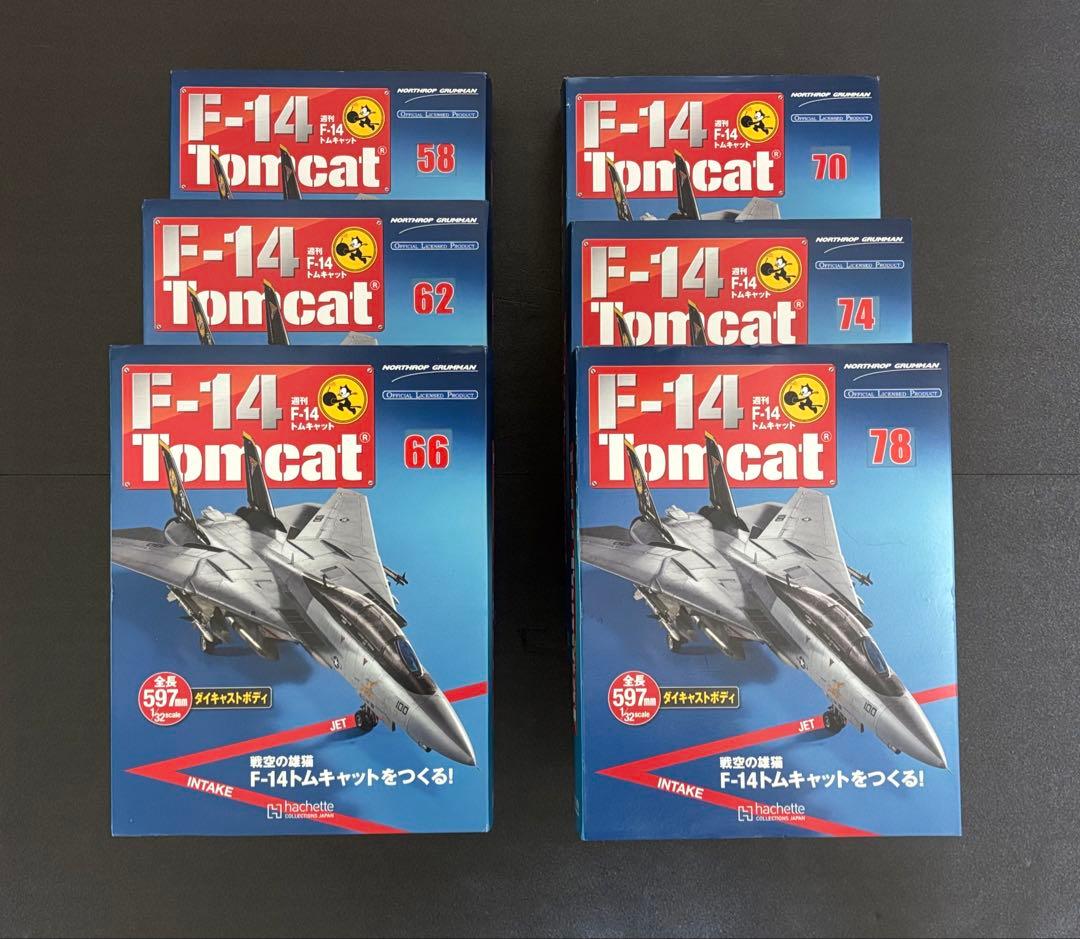 F-14
週刊
F-14
トムキャット
Tomcat®
NORTHROP GRUMMAN
OFFICIAL LICENSED PRODUCT
58
F-14
週刊
F-14
トムキャット
Tomcat®
NORTHROP GRUMMAN
OFFICIAL LICENSED PRODUCT
62
F-14
週刊
F-14
トムキャット
Tomcat®
NORTHROP GRUMMAN
OFFICIAL LICENSED PRODUCT
66
100
全長
597mm
1/32scale
ダイキャストボディ
JET
INTAKE
戦空の雄猫
F-14トムキャットをつくる!
hachette
COLLECTIONS JAPAN
F-14
週刊
F-14
トムキャット
Tomcat®
NORTHROP GRUMMAN
OFFICIAL LICENSED PRODUCT
70
F-14
週刊
F-14
トムキャット
Tomcat®
NORTHROP GRUMMAN
OFFICIAL LICENSED PRODUCT
74
F-14
週刊
F-14
トムキャット
Tomcat®
NORTHROP GRUMMAN
OFFICIAL LICENSED PRODUCT
78
100
全長
597mm
1/32scale
ダイキャストボディ
JET
INTAKE
戦空の雄猫
F-14トムキャットをつくる!
hachette
COLLECTIONS JAPAN